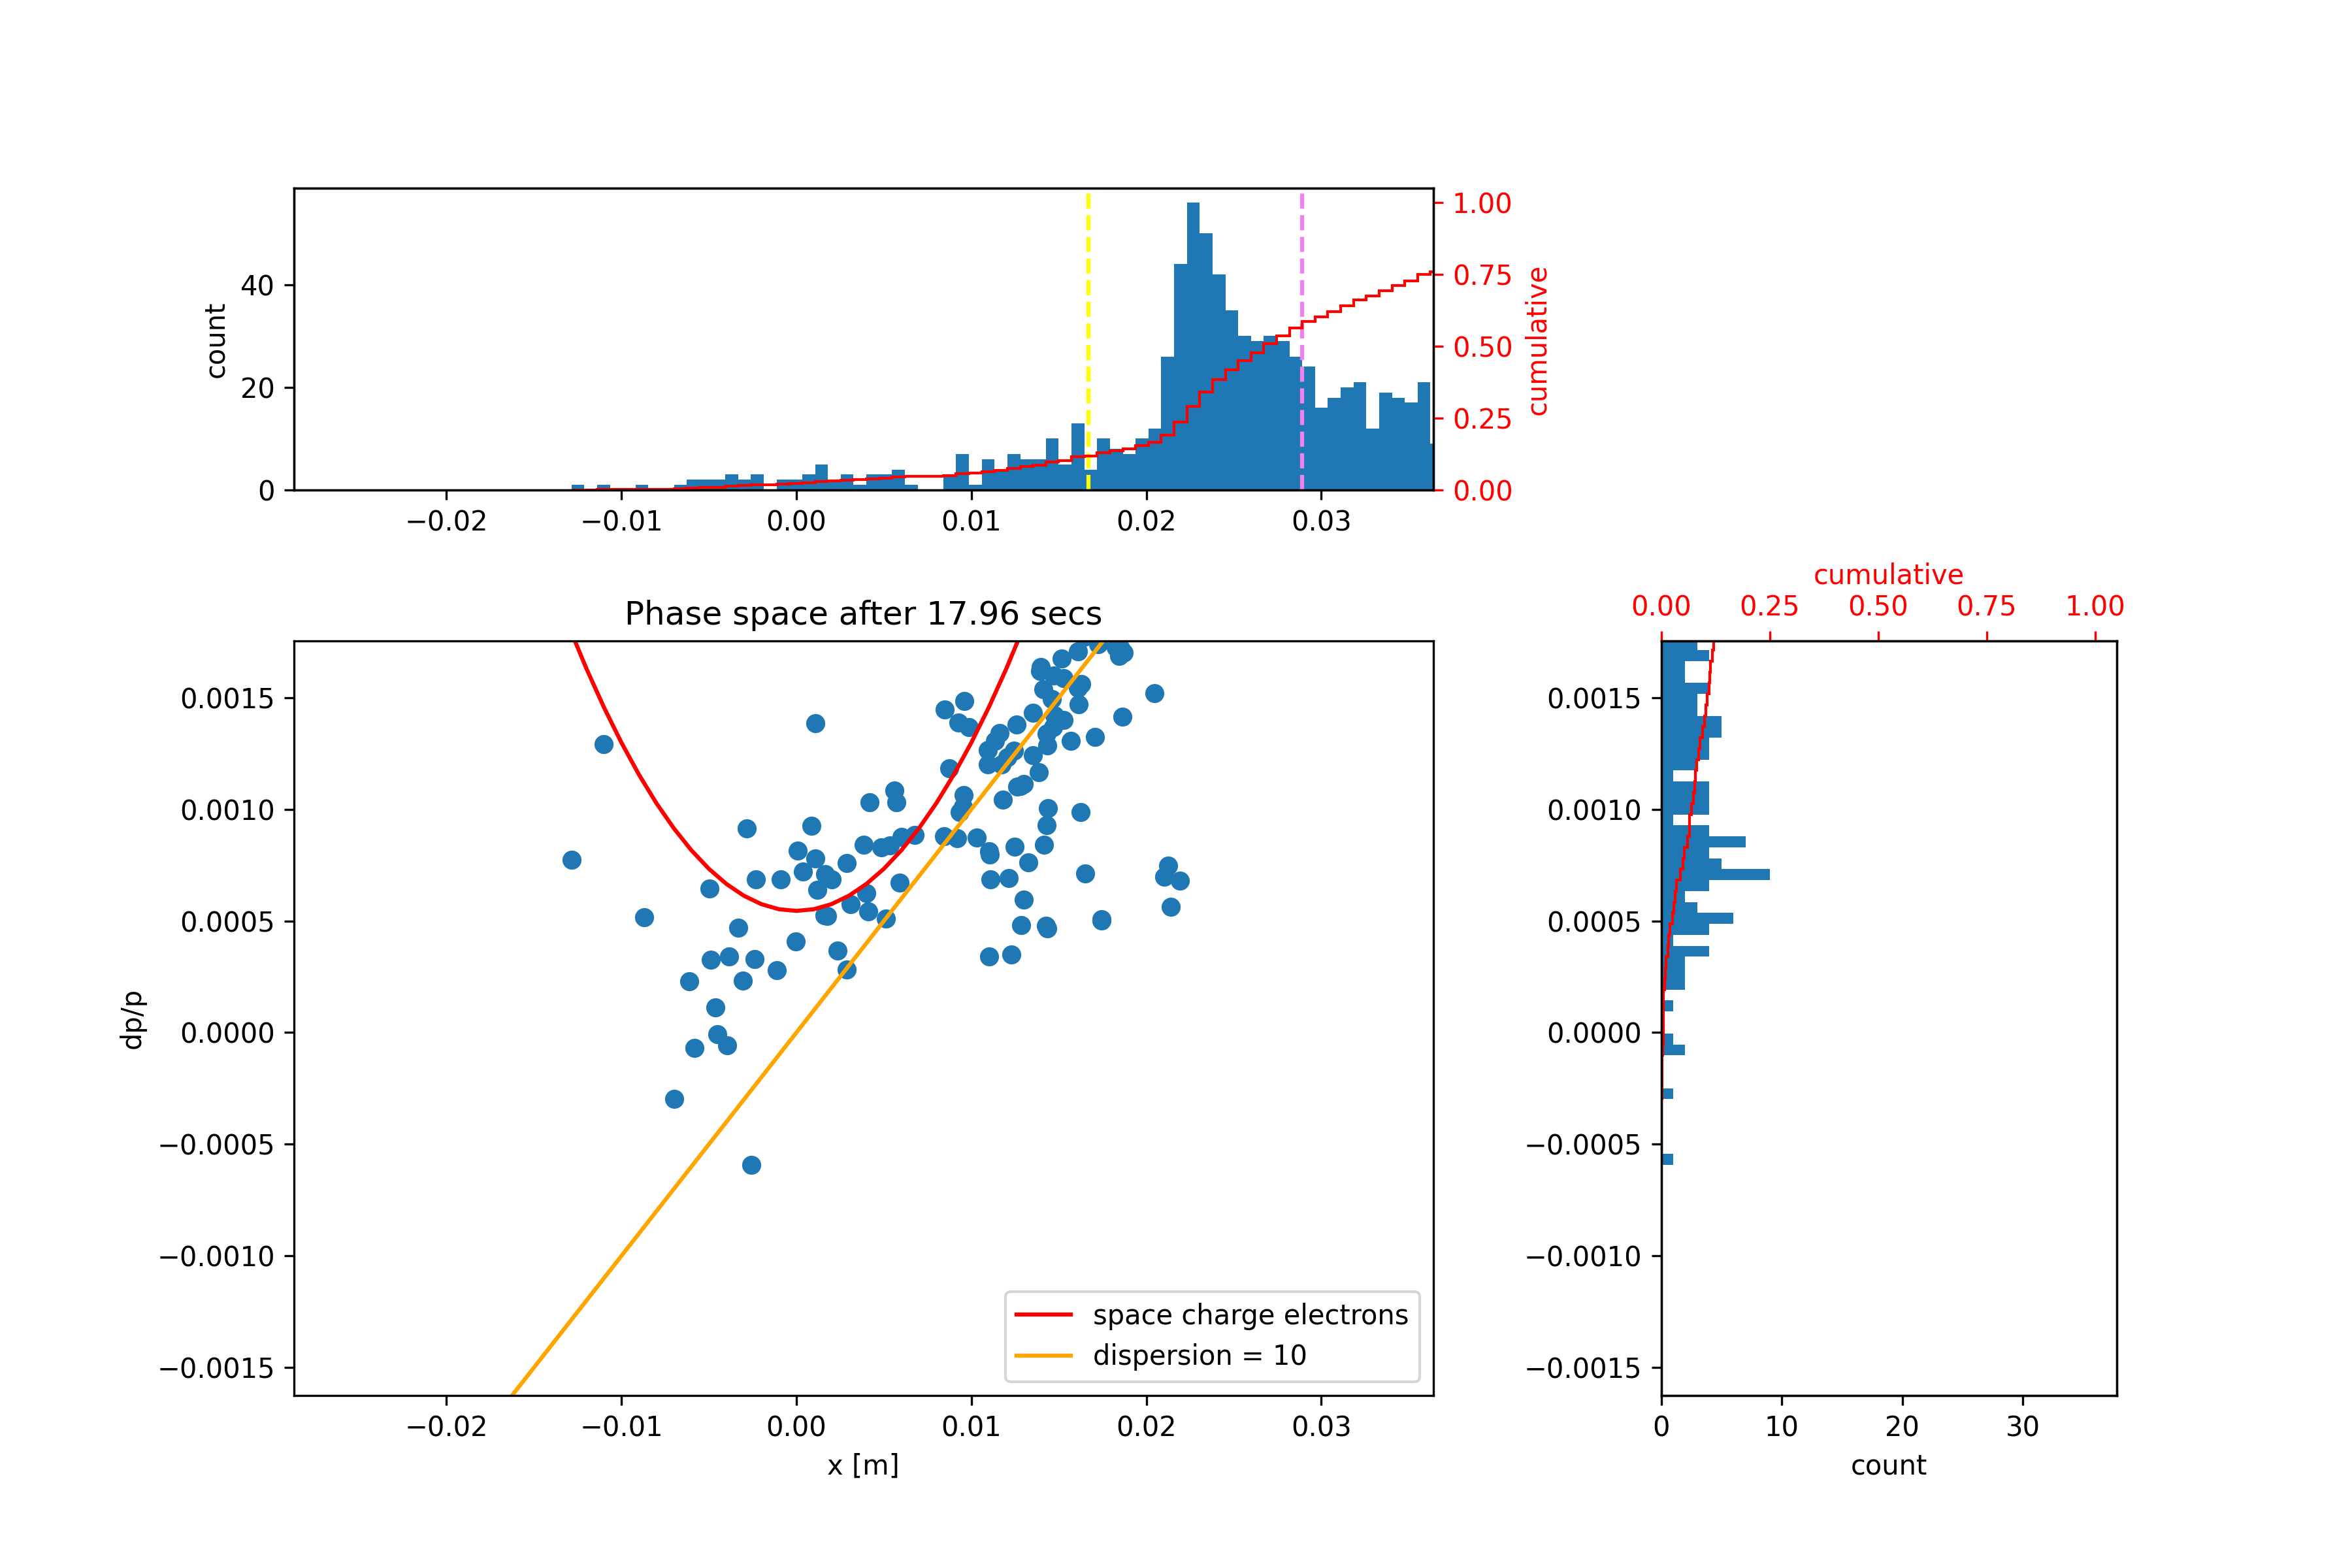 1.00
0.75
0.50
0.25
0.00
cumulative
40
20
0
count
−0.02 −0.01 0.00 0.01 0.02 0.03
Phase space after 17.96 secs
0.0015
0.0010
0.0005
0.0000
−0.0005
−0.0010
−0.0015
dp/p
space charge electrons
dispersion = 10
−0.02 −0.01 0.00 0.01 0.02 0.03
x [m]
cumulative
0.00 0.25 0.50 0.75 1.00
0.0015
0.0010
0.0005
0.0000
−0.0005
−0.0010
−0.0015
0 10 20 30
count